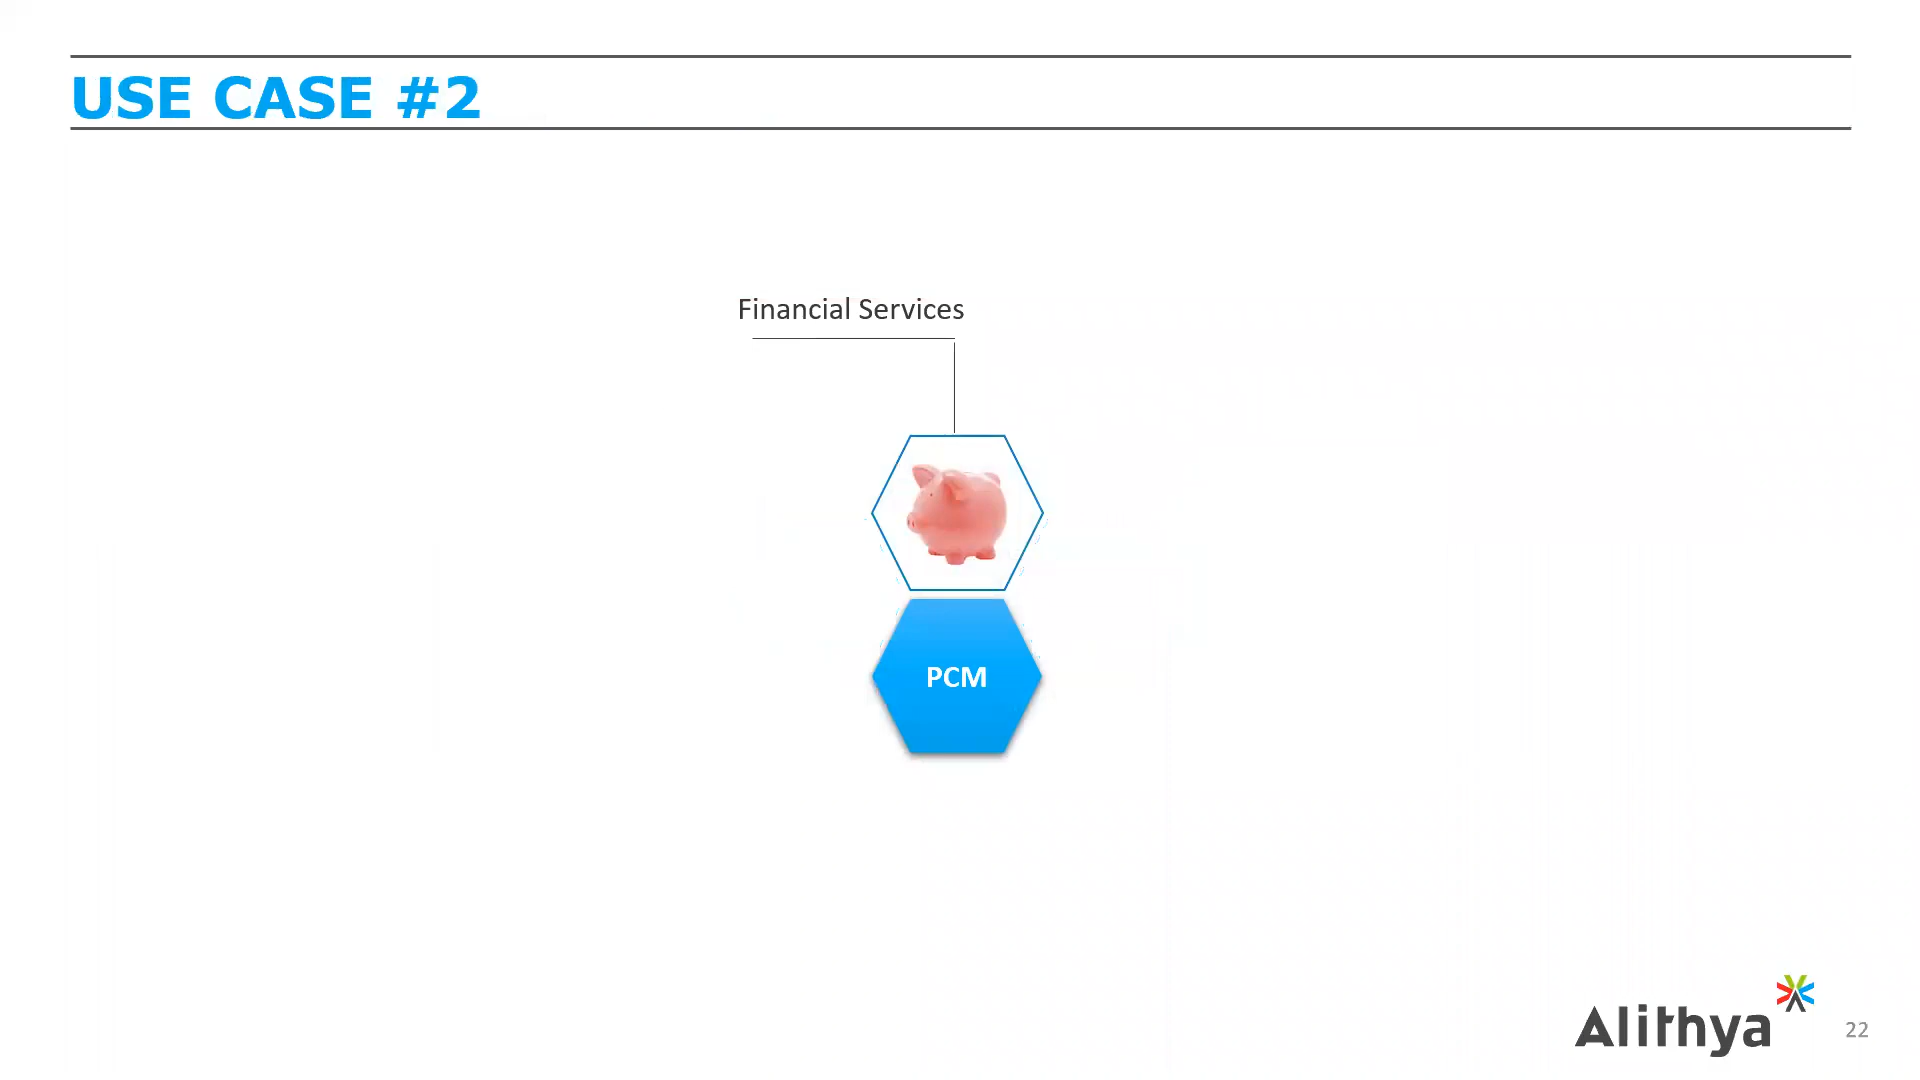 USE CASE #2
Financial Services
PCM
Alithya
22